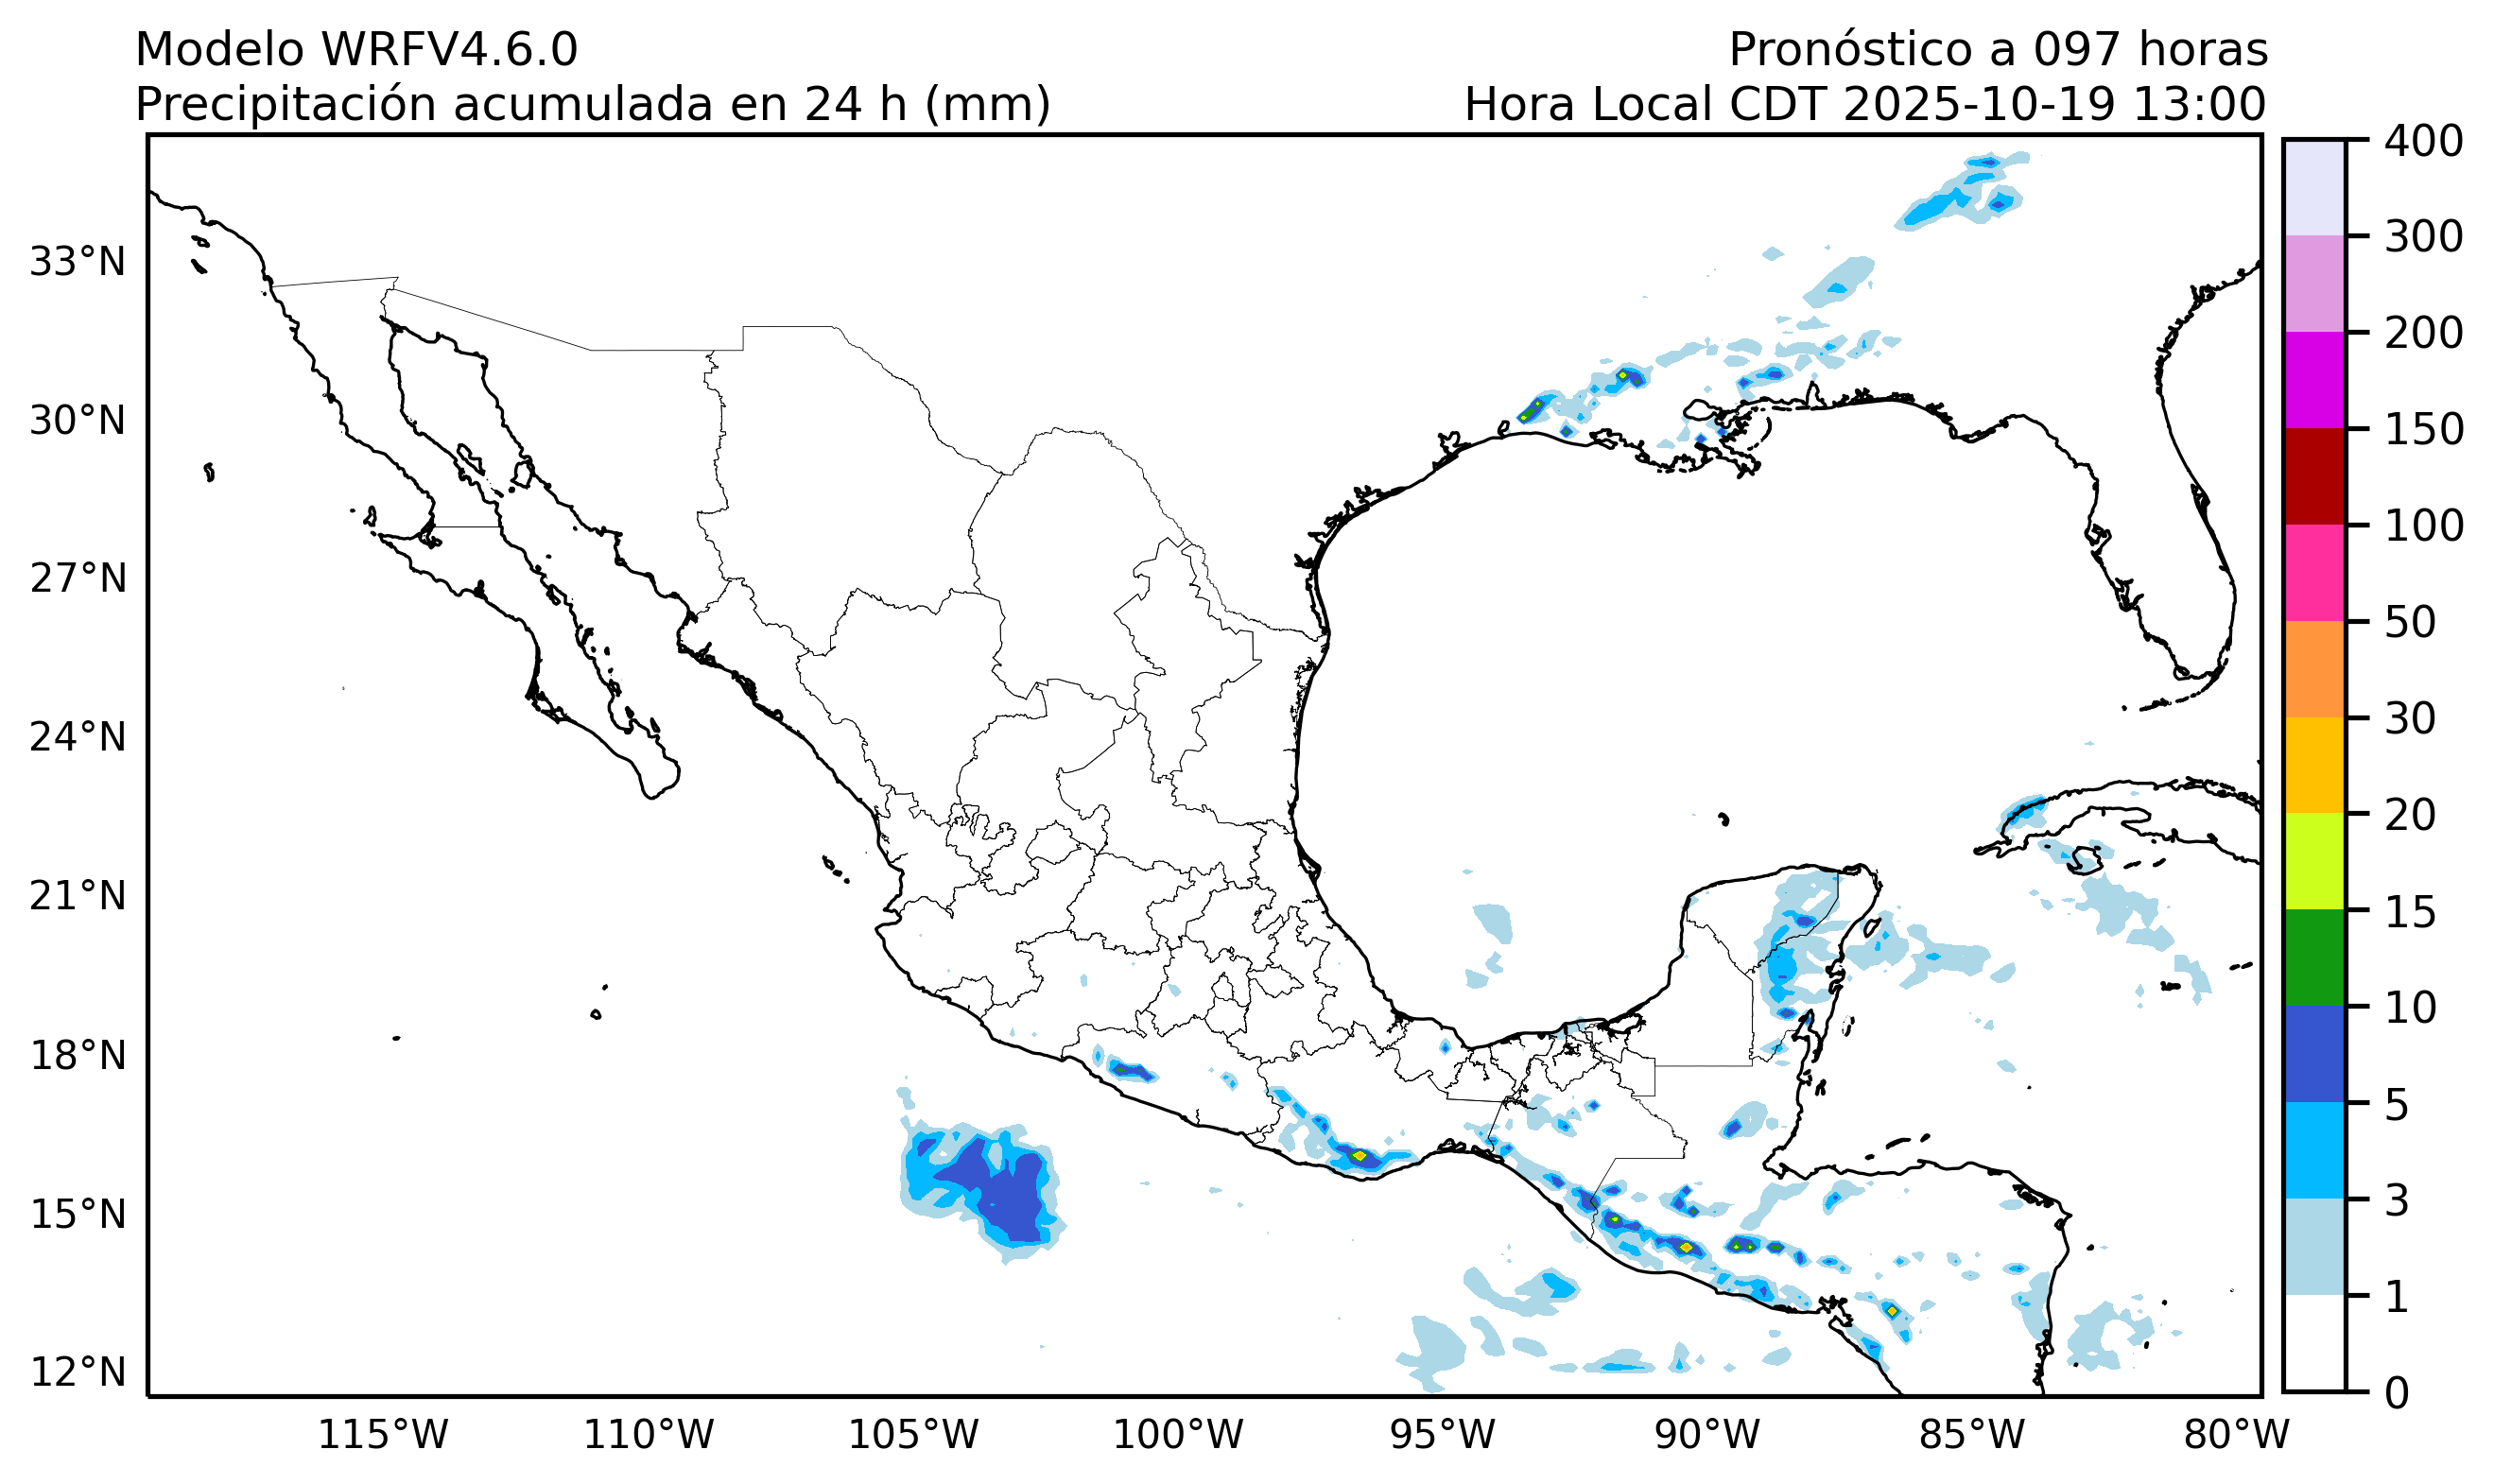 Modelo WRFV4.6.0
Pronóstico a 097 horas
Precipitación acumulada en 24 h (mm)
Hora Local CDT 2025-10-19 13:00
33°N
30°N
27°N
24°N
21°N
18°N
15°N
12°N
115°W
110°W
105°W
100°W
95°W
90°W
85°W
80°W
400
300
200
150
100
50
30
20
15
10
5
3
1
0